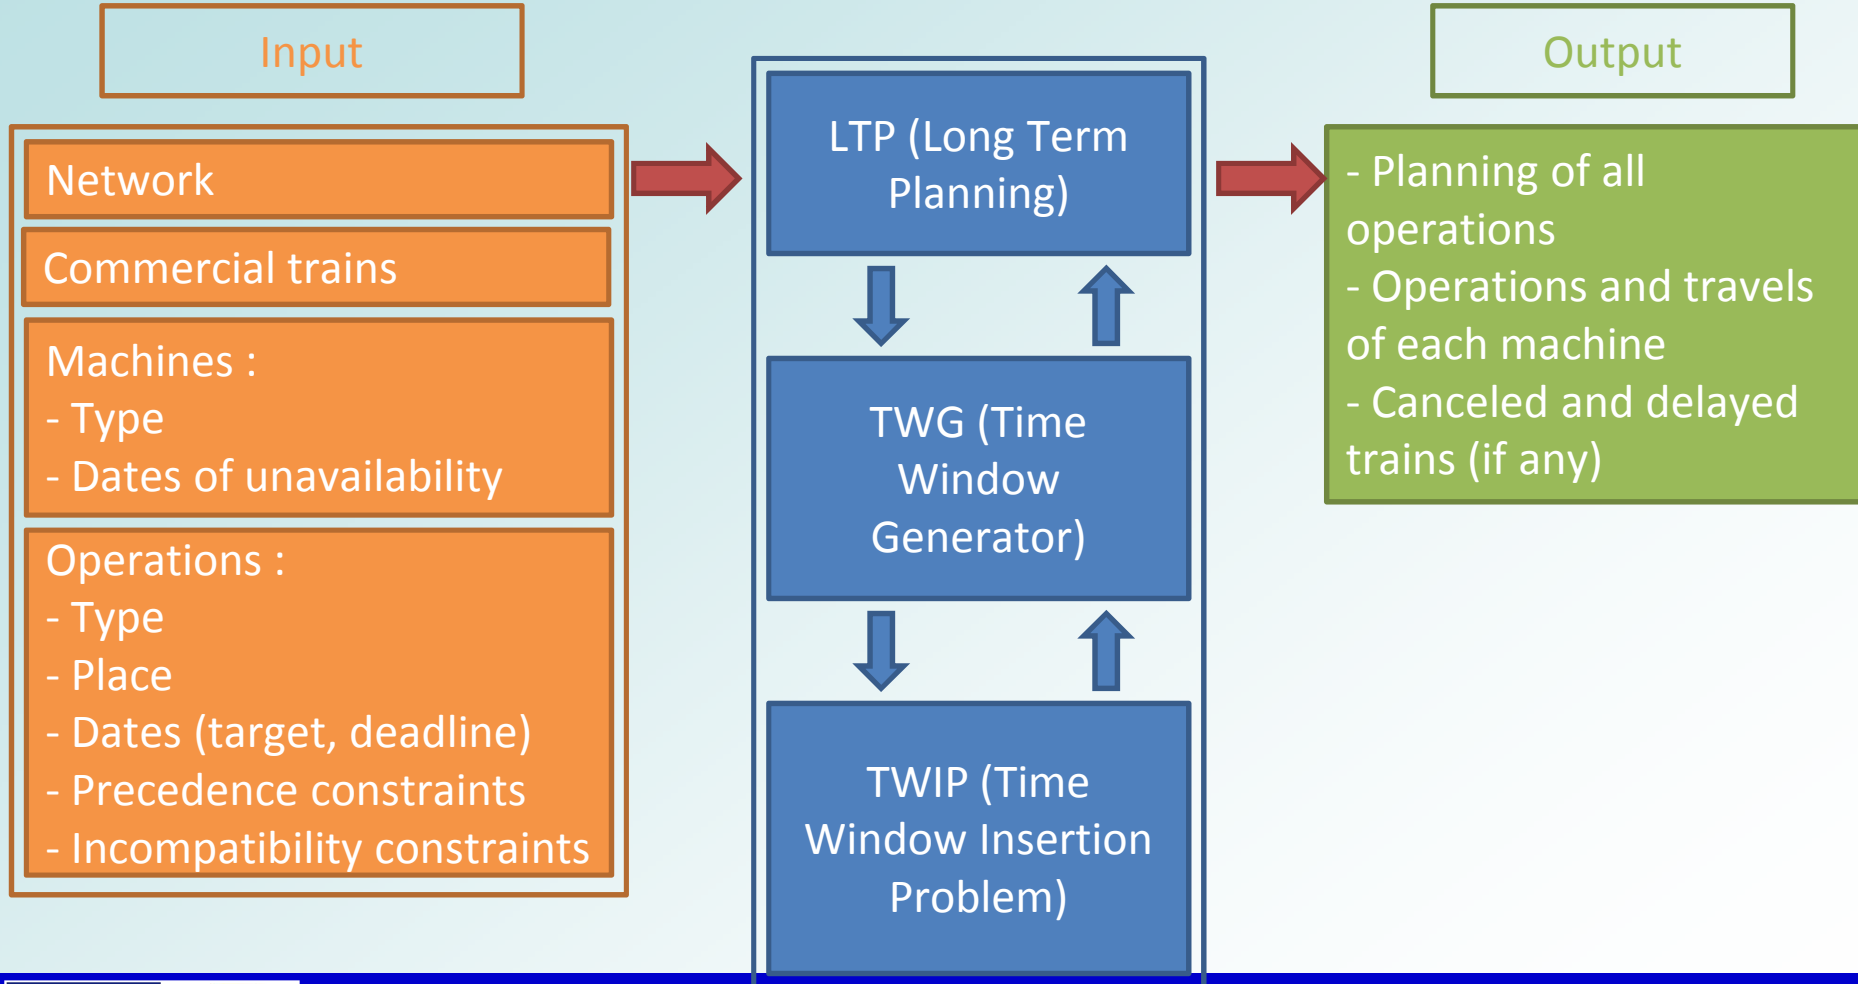 Input
Network
Commercial trains
Machines :
- Type
- Dates of unavailability
Operations :
- Type
- Place
- Dates (target, deadline)
- Precedence constraints
- Incompatibility constraints
LTP (Long Term
Planning)
TWG (Time
Window
Generator)
TWIP (Time
Window Insertion
Problem)
Output
- Planning of all
operations
- Operations and travels
of each machine
- Canceled and delayed
trains (if any)